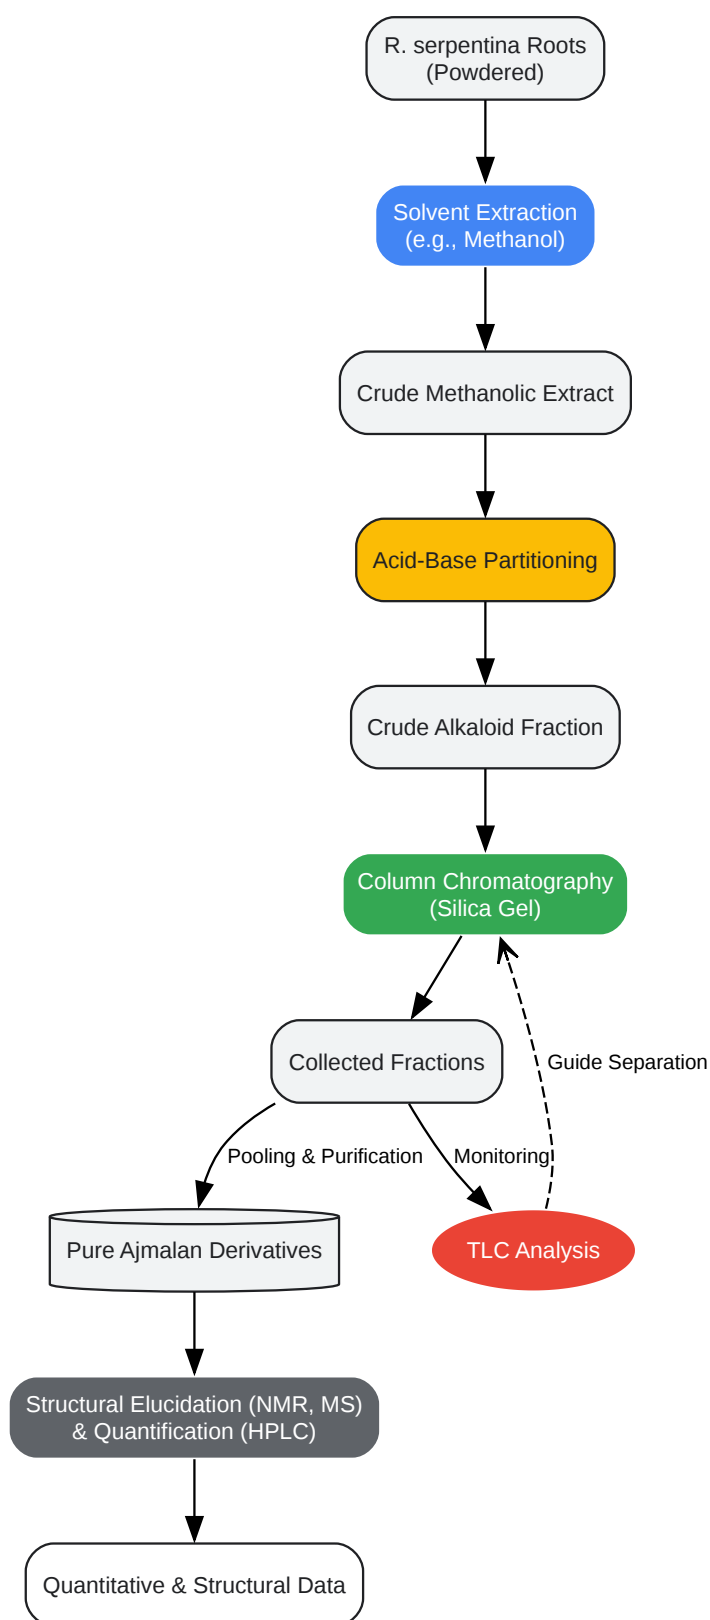 R. serpentina Roots
(Powdered)
Solvent Extraction
(e.g., Methanol)
Crude Methanolic Extract
Acid-Base Partitioning
Crude Alkaloid Fraction
Column Chromatography
(Silica Gel)
Collected Fractions
Guide Separation
Pooling & Purification
Monitoring
Pure Ajmalan Derivatives
TLC Analysis
Structural Elucidation (NMR, MS)
& Quantification (HPLC)
Quantitative & Structural Data